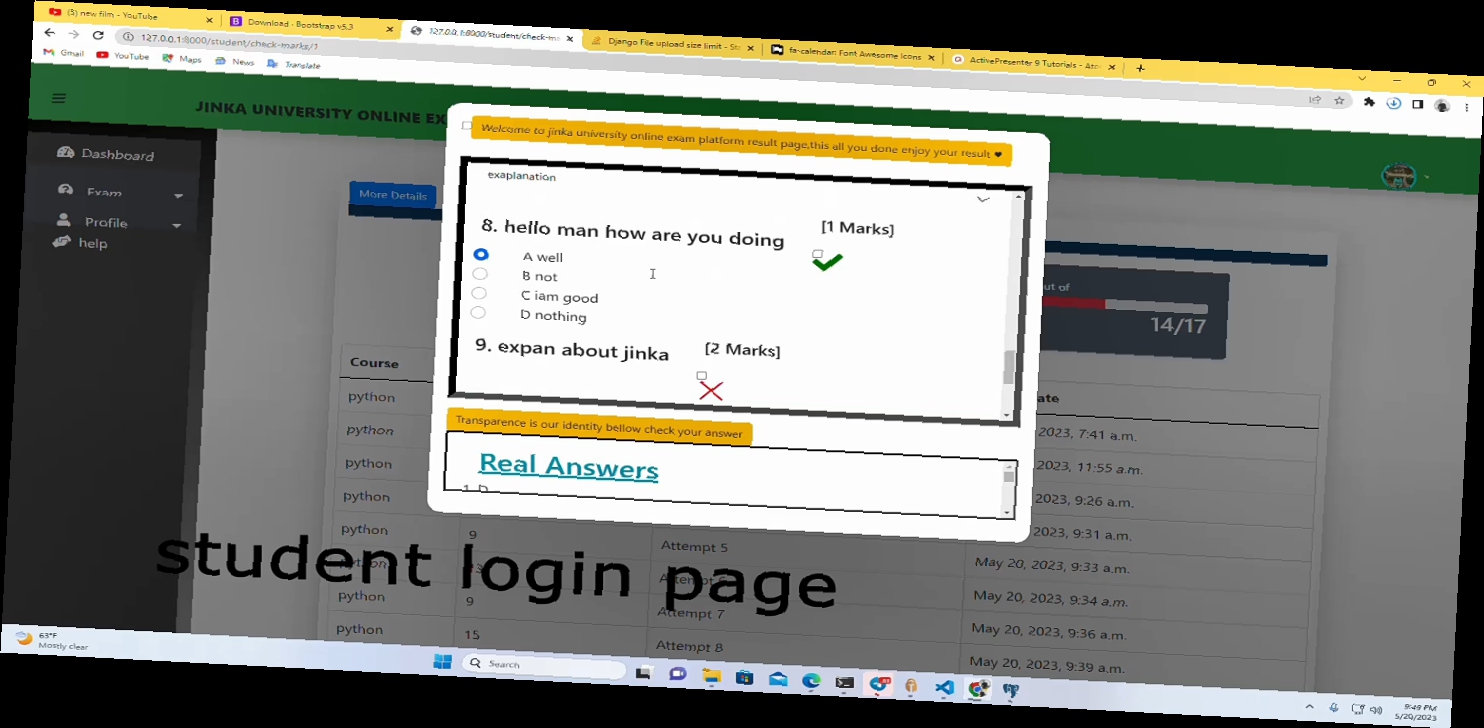 (3) new film - YouTube
Download · Bootstrap v5.3
127.0.0.1:8000/student/check-m
Django File upload size limit - St
fa-calendar: Font Awesome Icons
ActivePresenter 9 Tutorials - Ato
127.0.0.1:8000/student/check-marks/1
Gmail
YouTube
Maps
News
Translate
JINKA UNIVERSITY ONLINE EX
Dashboard
Exam
Profile
help
More Details
Welcome to jinka university online exam platform result page,this all you done enjoy your result ❤
exaplanation
8. hello man how are you doing [1 Marks]
A well
B not
C iam good
D nothing
9. expan about jinka [2 Marks]
Transparence is our identity bellow check your answer
Real Answers
1. D
ut of
14/17
Course
ate
python
2023, 7:41 a.m.
python
2023, 11:55 a.m.
python
2023, 9:26 a.m.
python
2023, 9:31 a.m.
python 9 Attempt 5 May 20, 2023, 9:33 a.m.
python 13 Attempt 6 May 20, 2023, 9:34 a.m.
python 9 Attempt 7 May 20, 2023, 9:36 a.m.
python 15 Attempt 8 May 20, 2023, 9:39 a.m.
student login page
63°F
Mostly clear
Search
9:49 PM
5/20/2023